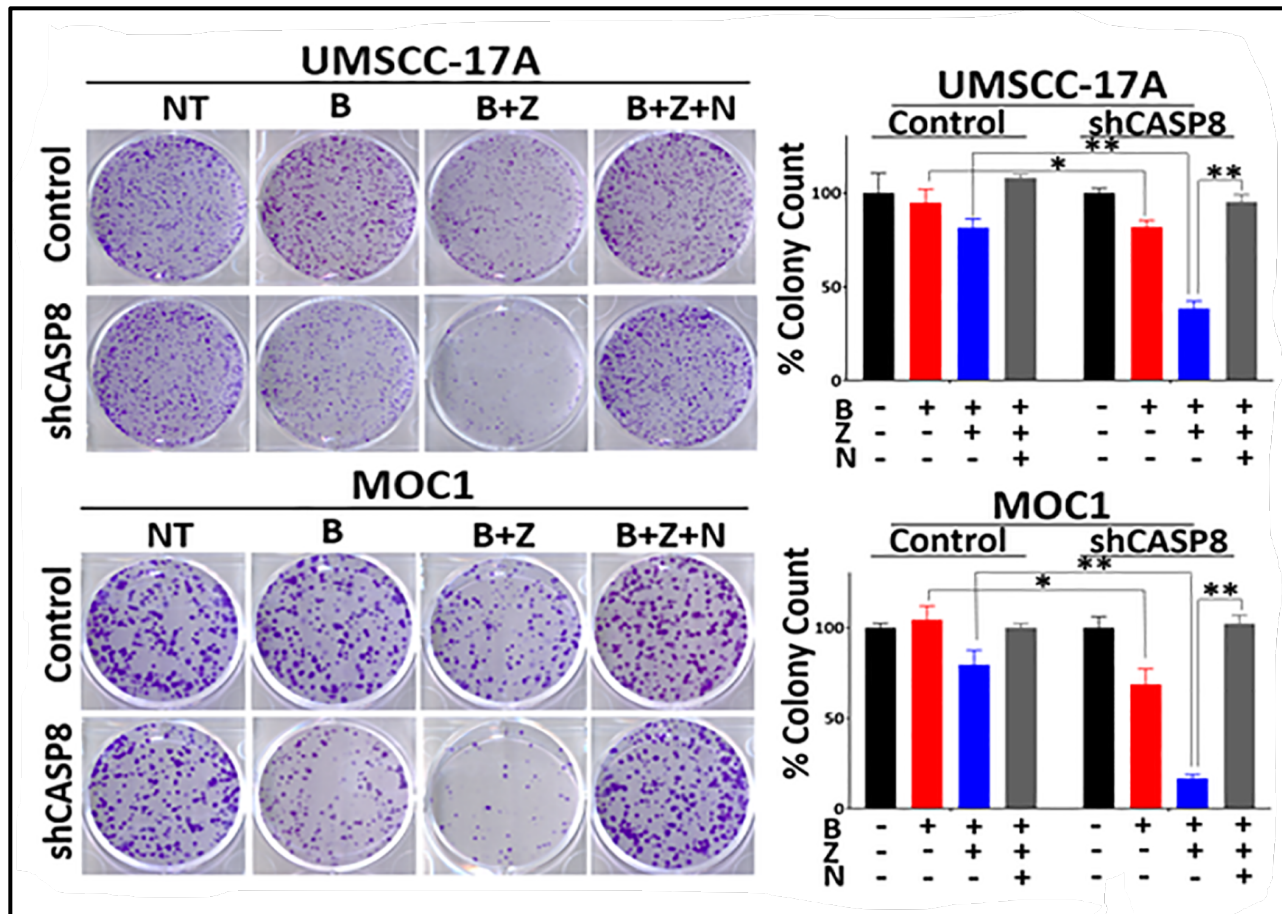 UMSCC-17A
NT B B+Z B+Z+N
Control
shCASP8
UMSCC-17A
Control shCASP8
** 
* **
% Colony Count
100
50
0
B - + + + - + + +
Z - - + + - - + +
N - - - + - - - +
MOC1
NT B B+Z B+Z+N
Control
shCASP8
MOC1
Control shCASP8
**
* **
% Colony Count
100
50
0
B - + + + - + + +
Z - - + + - - + +
N - - - + - - - +